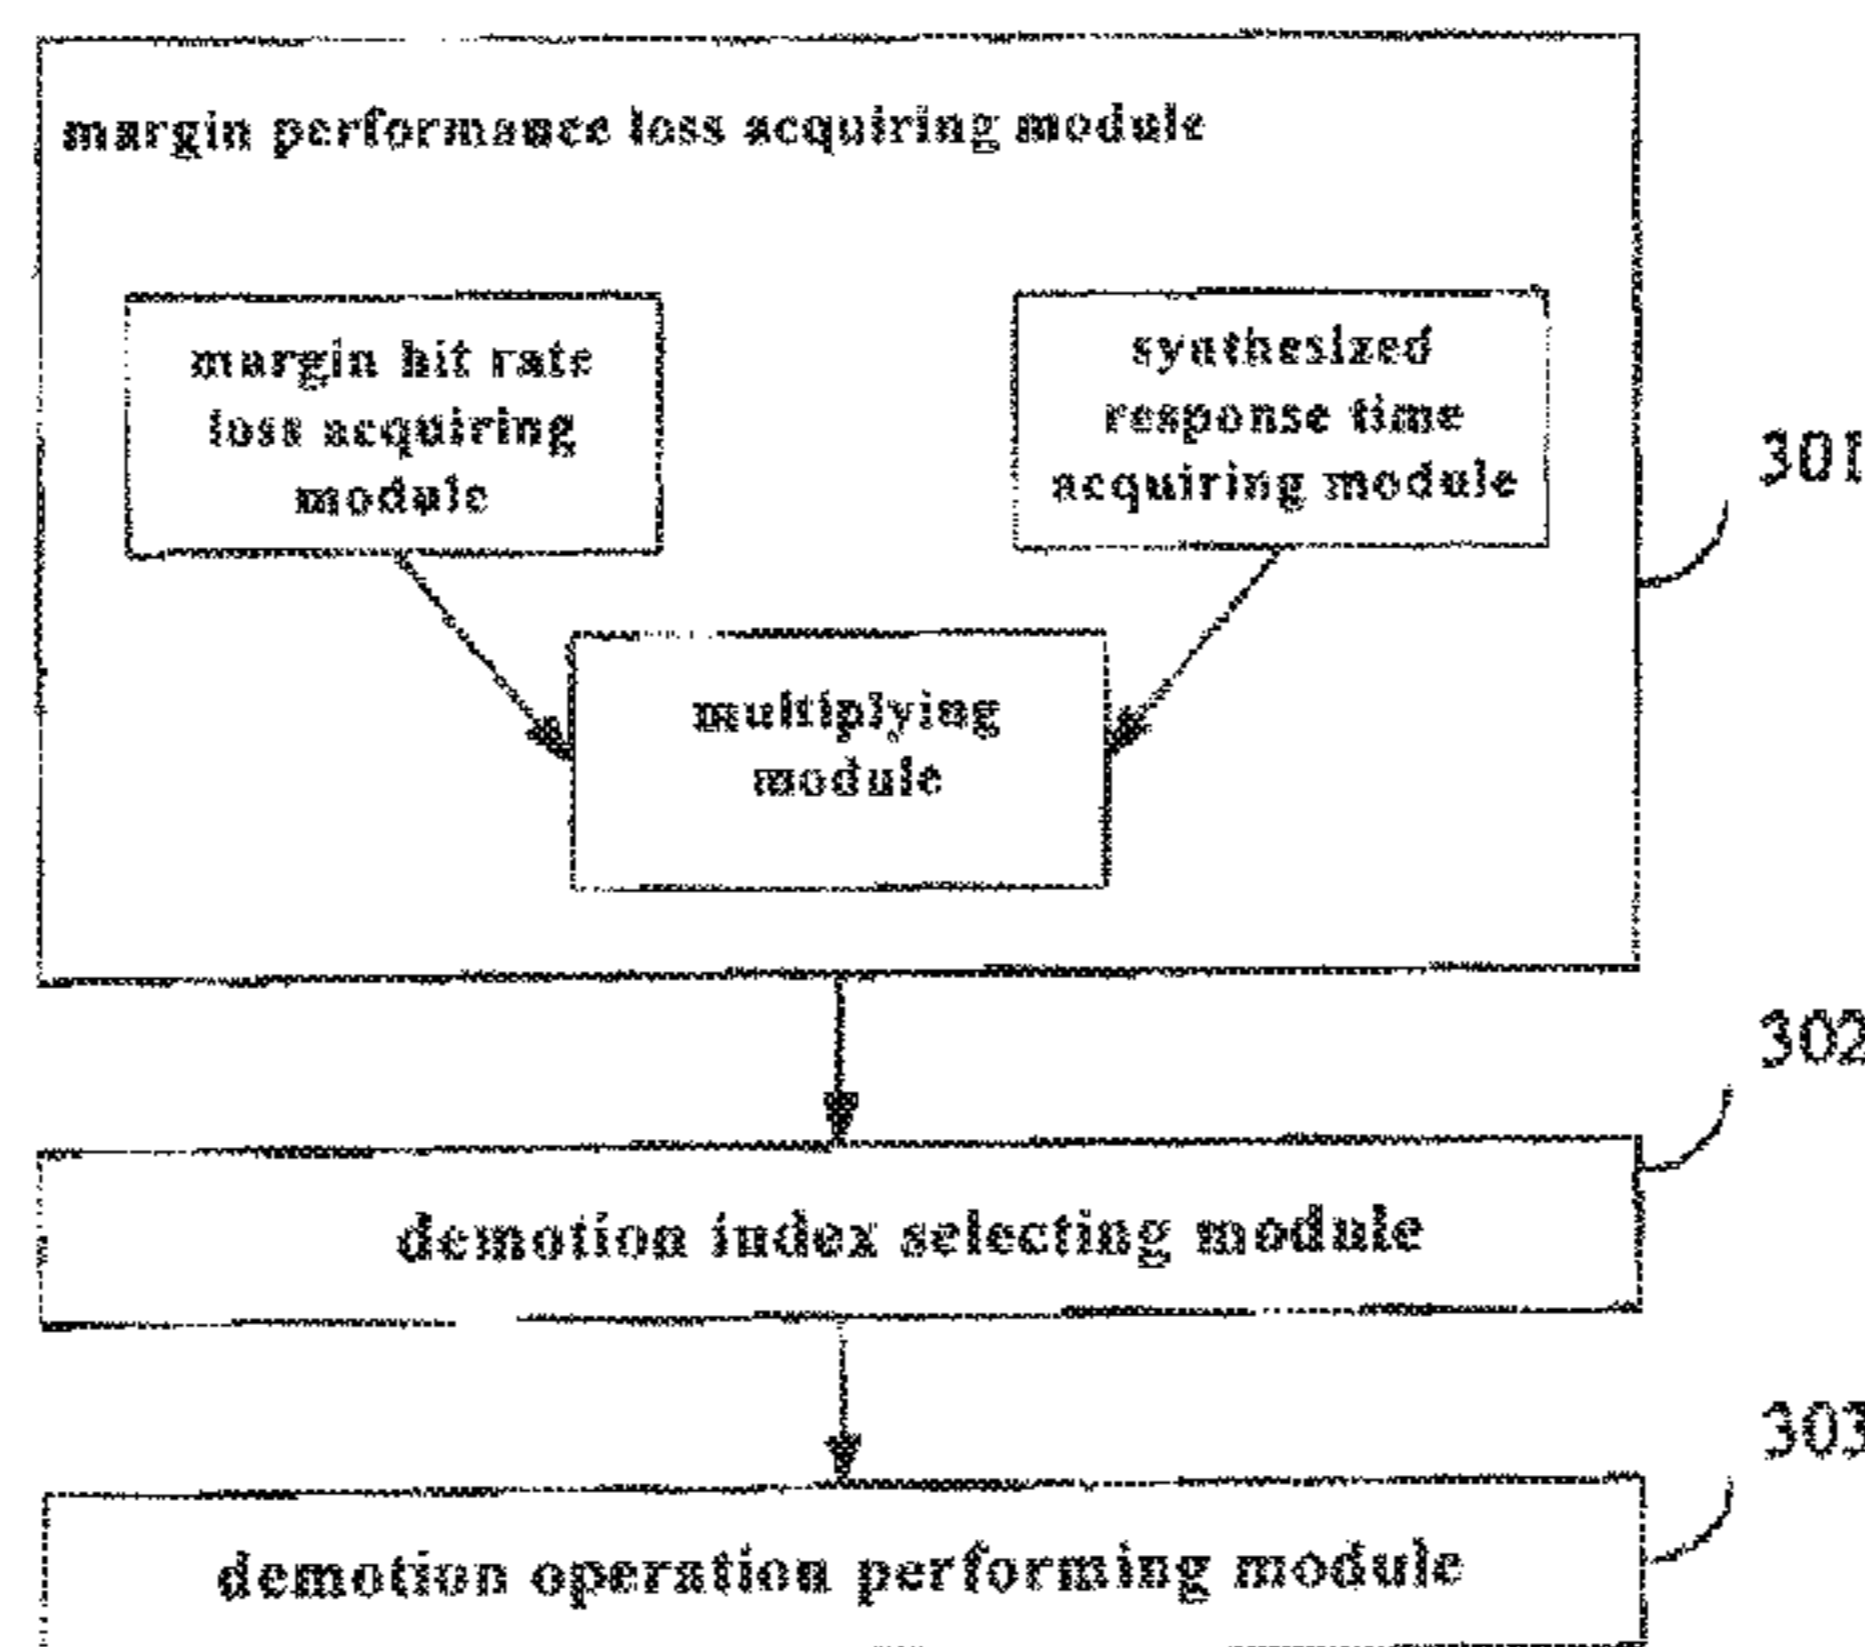 margin performance loss acquiring module
margin hit rate
loss acquiring
module
synthesized
response time
acquiring module
301
multiplying
module
302
demotion index selecting module
303
demotion operation performing module